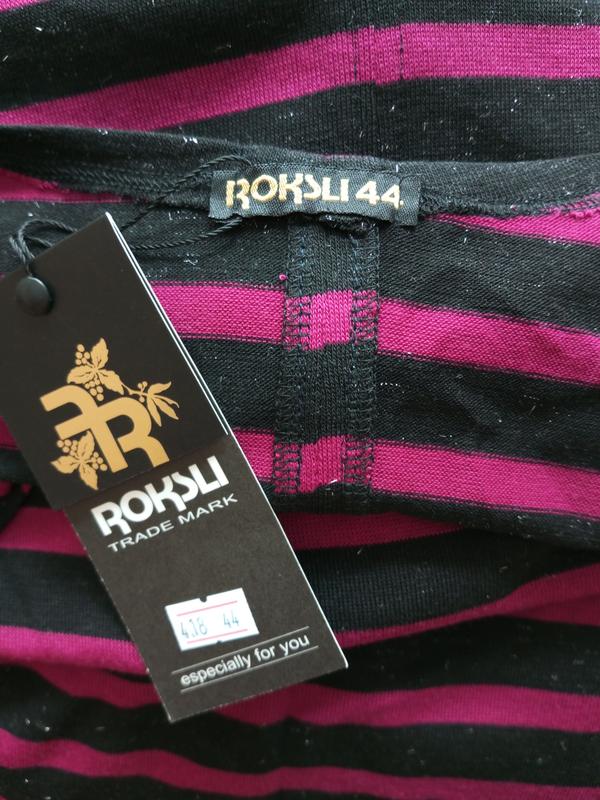 ROKSLI 44
R
ROKSLI
TRADE MARK
4.18 44
especially for you